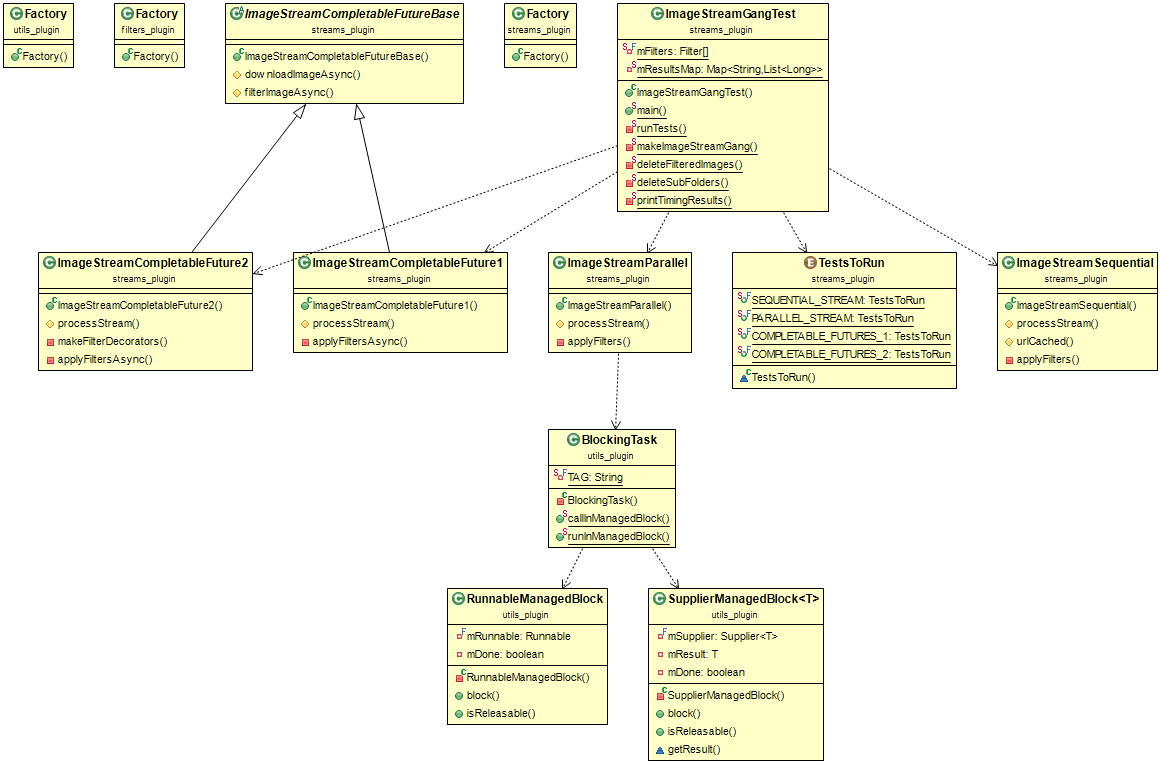 Factory
utils_plugin
Factory()
Factory
filters_plugin
Factory()
ImageStreamCompletableFutureBase
streams_plugin
ImageStreamCompletableFutureBase()
downloadImageAsync()
filterImageAsync()
Factory
streams_plugin
Factory()
ImageStreamGangTest
streams_plugin
mFilters: Filter[]
mResultsMap: Map<String,List<Long>>
ImageStreamGangTest()
main()
runTests()
makeImageStreamGang()
deleteFilteredImages()
deleteSubFolders()
printTimingResults()
ImageStreamCompletableFuture2
streams_plugin
ImageStreamCompletableFuture2()
processStream()
makeFilterDecorators()
applyFiltersAsync()
ImageStreamCompletableFuture1
streams_plugin
ImageStreamCompletableFuture1()
processStream()
applyFiltersAsync()
ImageStreamParallel
streams_plugin
ImageStreamParallel()
processStream()
applyFilters()
TestsToRun
streams_plugin
SEQUENTIAL_STREAM: TestsToRun
PARALLEL_STREAM: TestsToRun
COMPLETABLE_FUTURES_1: TestsToRun
COMPLETABLE_FUTURES_2: TestsToRun
TestsToRun()
ImageStreamSequential
streams_plugin
ImageStreamSequential()
processStream()
urlCached()
applyFilters()
BlockingTask
utils_plugin
TAG: String
BlockingTask()
callInManagedBlock()
runInManagedBlock()
RunnableManagedBlock
utils_plugin
mRunnable: Runnable
mDone: boolean
RunnableManagedBlock()
block()
isReleasable()
SupplierManagedBlock<T>
utils_plugin
mSupplier: Supplier<T>
mResult: T
mDone: boolean
SupplierManagedBlock()
block()
isReleasable()
getResult()